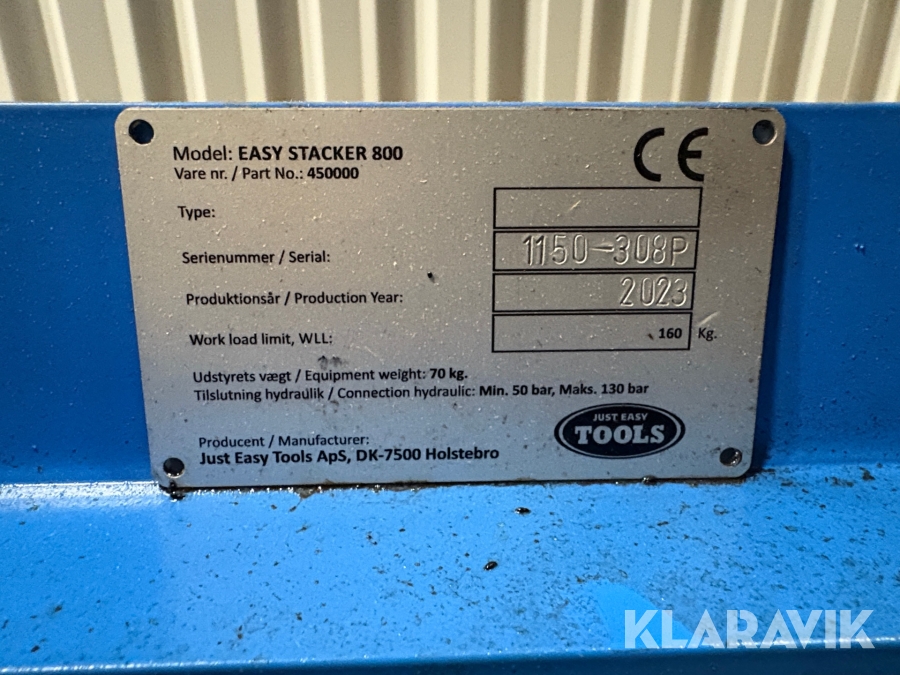 Model: EASY STACKER 800
CE
Vare nr. / Part No.: 450000
Type:
Serienummer / Serial: 1150-308P
Produktionsår / Production Year: 2023
Work load limit, WLL: 160 Kg.
Udstyrets vægt / Equipment weight: 70 kg.
Tilslutning hydraulik / Connection hydraulic: Min. 50 bar, Maks. 130 bar
JUST EASY
TOOLS
Producent / Manufacturer:
Just Easy Tools ApS, DK-7500 Holstebro
KLARAVIK